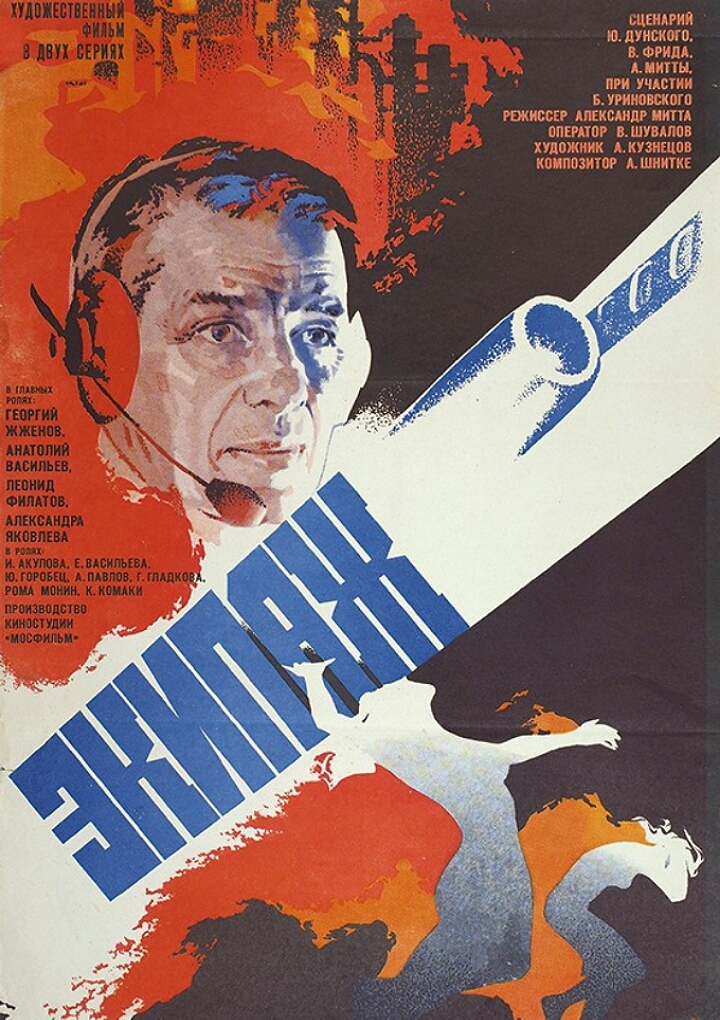 ХУДОЖЕСТВЕННЫЙ
ФИЛЬМ
В ДВУХ СЕРИЯХ
СЦЕНАРИЙ
Ю. ДУНСКОГО,
В. ФРИДА,
А. МИТТЫ,
ПРИ УЧАСТИИ
Б. УРИНОВСКОГО
РЕЖИССЕР АЛЕКСАНДР МИТТА
ОПЕРАТОР В. ШУВАЛОВ
ХУДОЖНИК А. КУЗНЕЦОВ
КОМПОЗИТОР А. ШНИТКЕ
В ГЛАВНЫХ
РОЛЯХ:
ГЕОРГИЙ
ЖЖЕНОВ,
АНАТОЛИЙ
ВАСИЛЬЕВ,
ЛЕОНИД
ФИЛАТОВ,
АЛЕКСАНДРА
ЯКОВЛЕВА
В РОЛЯХ:
И. АКУЛОВА, Е. ВАСИЛЬЕВА,
Ю. ГОРОБЕЦ, А. ПАВЛОВ, Г. ГЛАДКОВА,
РОМА МОНИН, К. КОМАКИ
ПРОИЗВОДСТВО
КИНОСТУДИИ
«МОСФИЛЬМ»
ЭКИПАЖ